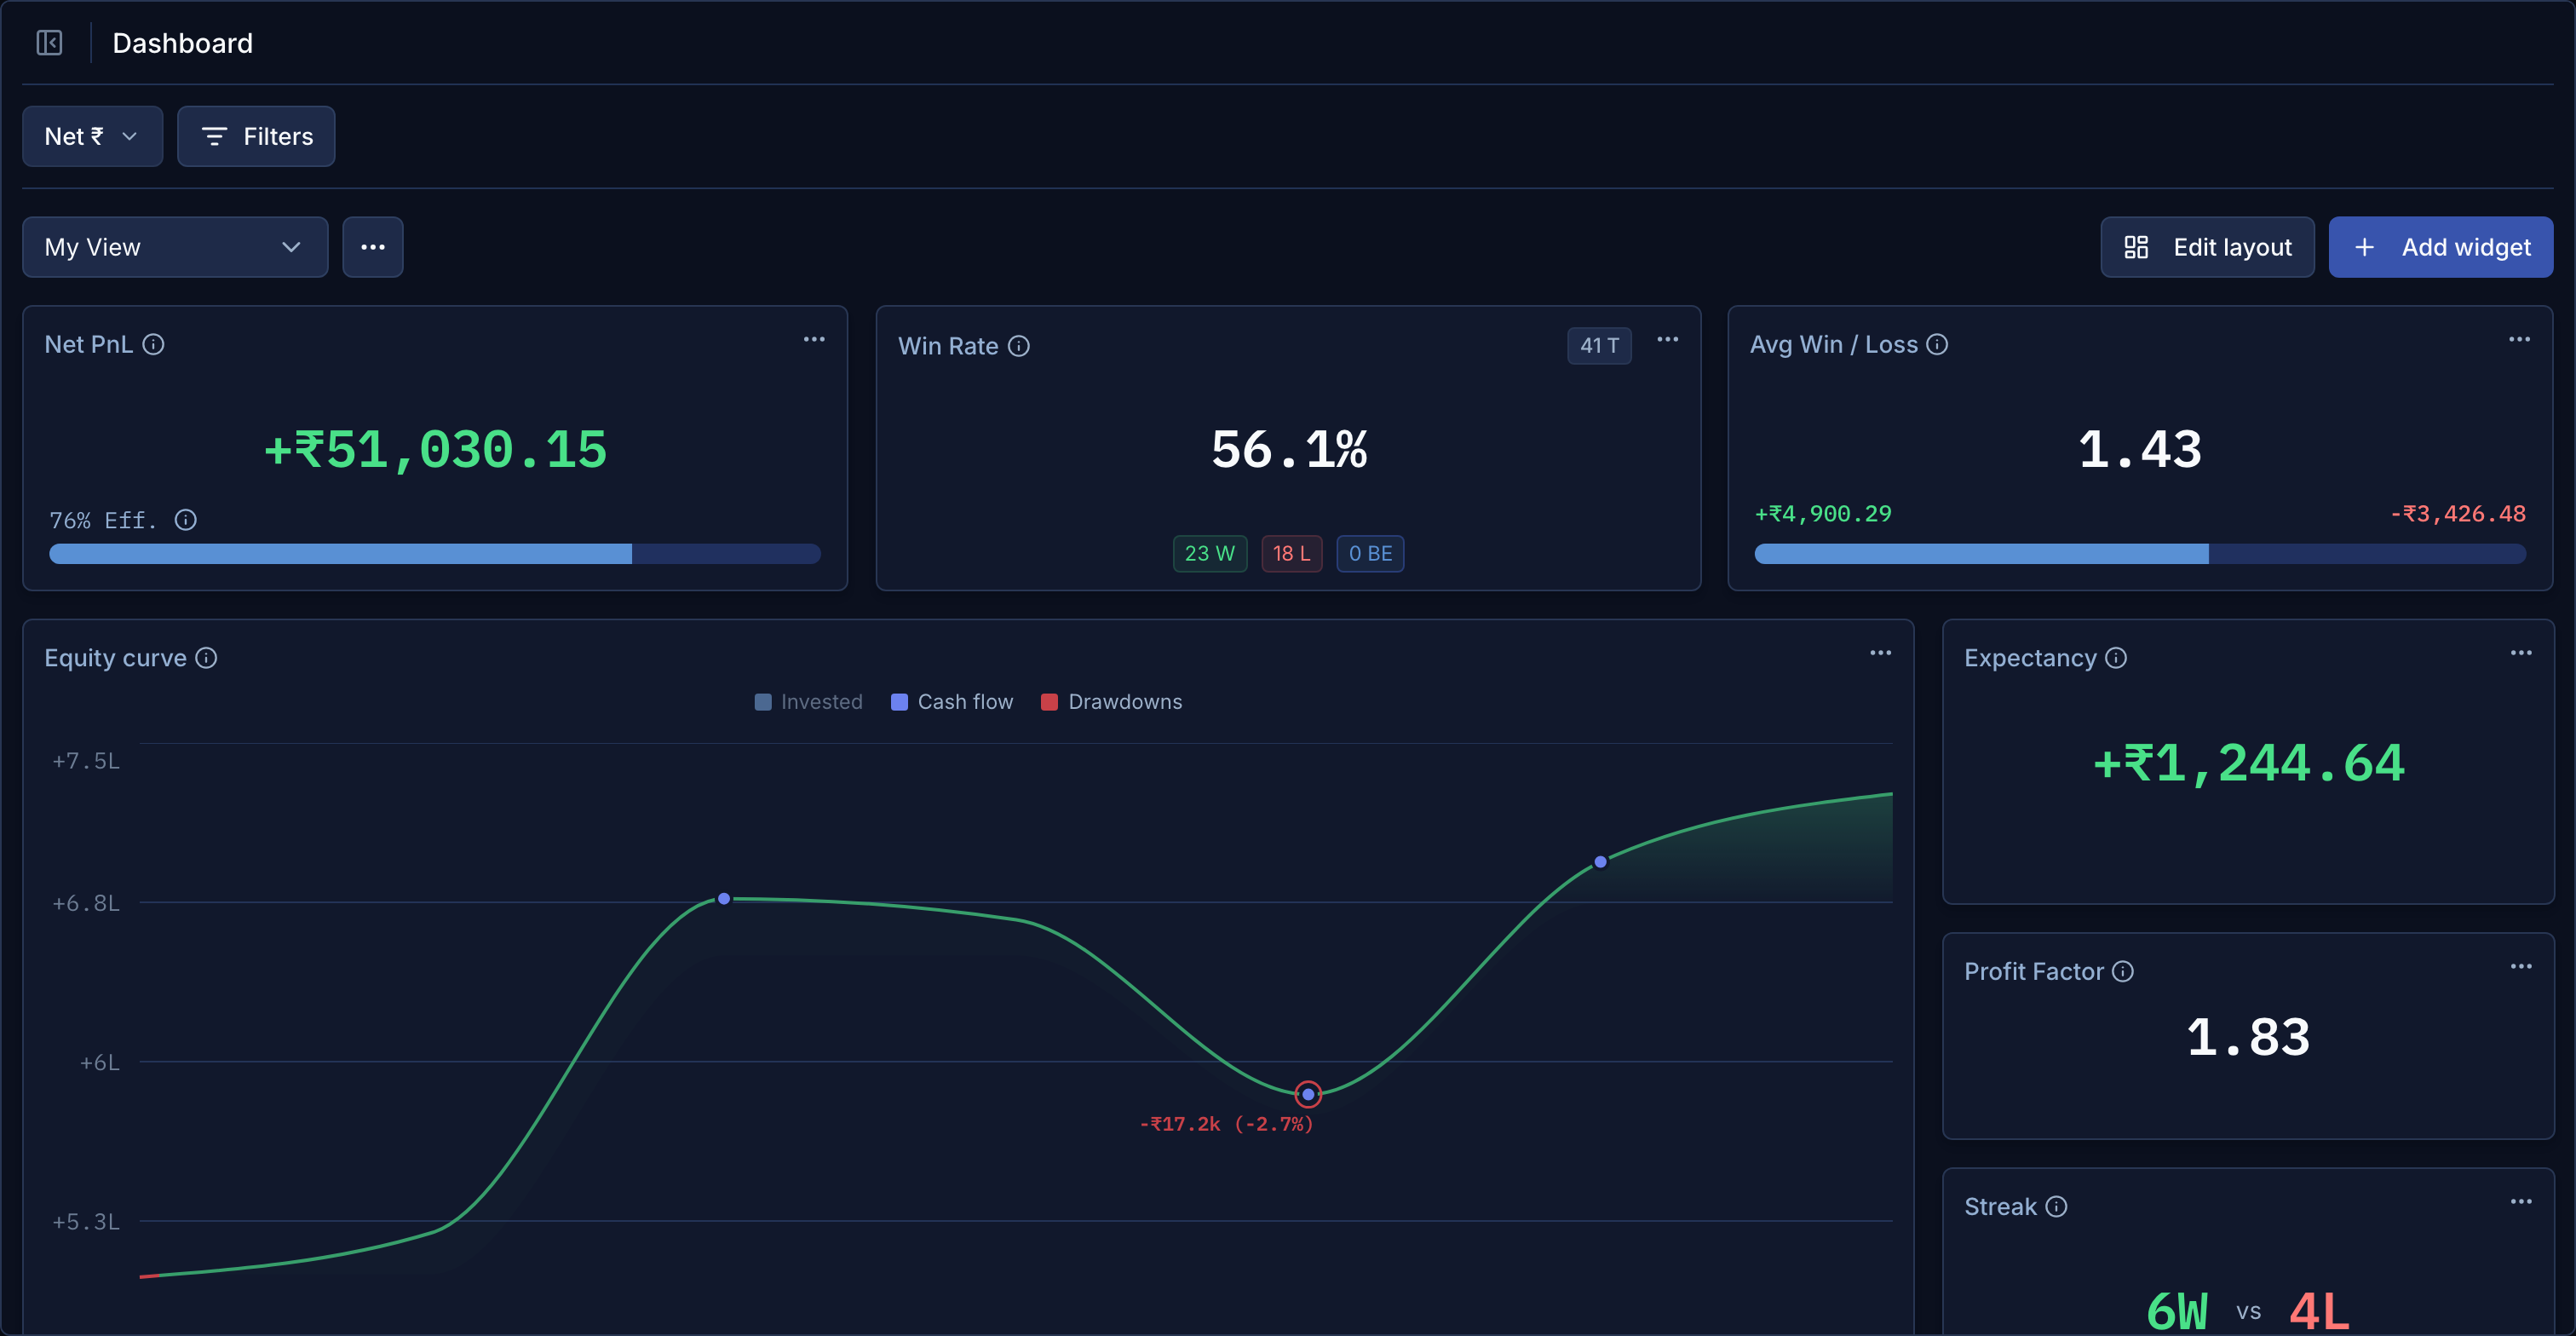 Dashboard
Net ₹
Filters
My View
Edit layout
Add widget
Net PnL
+₹51,030.15
76% Eff.
Win Rate
41 T
56.1%
23 W 18 L 0 BE
Avg Win / Loss
1.43
+₹4,900.29 -₹3,426.48
Equity curve
Invested Cash flow Drawdowns
+7.5L
+6.8L
+6L
-₹17.2k (-2.7%)
+5.3L
Expectancy
+₹1,244.64
Profit Factor
1.83
Streak
6W vs 4L